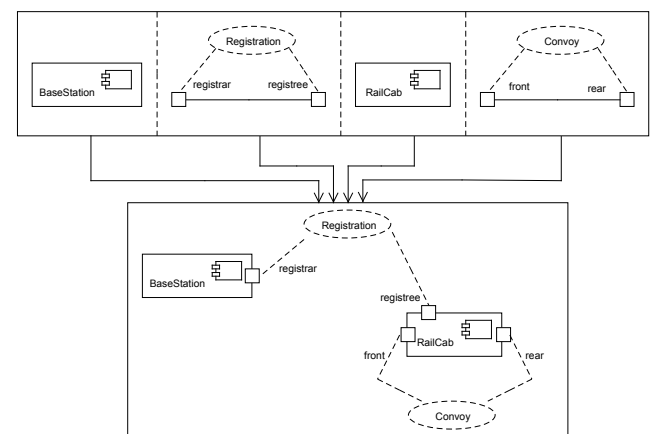 Registration
Convoy
BaseStation
registrar
registree
RailCab
front
rear
Registration
BaseStation
registrar
registree
RailCab
front
rear
Convoy